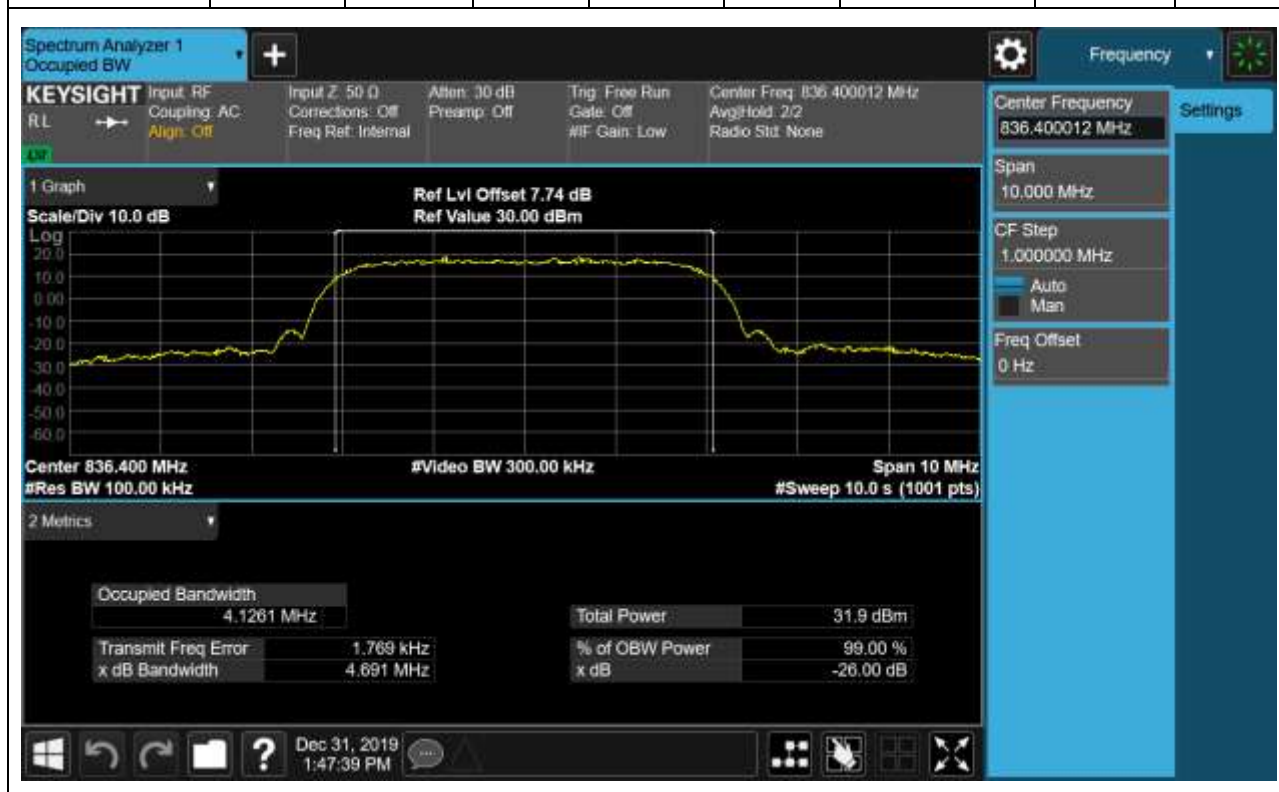 Spectrum Analyzer 1
Occupied BW
Frequency
KEYSIGHT
RL
Input: RF
Coupling: AC
Align: Off
Input Z: 50 Ω
Corrections: Off
Freq Ref: Internal
Atten: 30 dB
Preamp: Off
Trig: Free Run
Gate: Off
#IF Gain: Low
Center Freq: 836.400012 MHz
Avg|Hold: 2/2
Radio Std: None
Center Frequency
836.400012 MHz
Settings
Span
10.000 MHz
CF Step
1.000000 MHz
Auto
Man
Freq Offset
0 Hz
1 Graph
Scale/Div 10.0 dB
Ref Lvl Offset 7.74 dB
Ref Value 30.00 dBm
Log
20.0
10.0
0.00
-10.0
-20.0
-30.0
-40.0
-50.0
-60.0
Center 836.400 MHz
#Res BW 100.00 kHz
#Video BW 300.00 kHz
Span 10 MHz
#Sweep 10.0 s (1001 pts)
2 Metrics
Occupied Bandwidth
4.1261 MHz
Total Power 31.9 dBm
Transmit Freq Error 1.769 kHz
% of OBW Power 99.00 %
x dB Bandwidth 4.691 MHz
x dB -26.00 dB
?
Dec 31, 2019
1:47:39 PM